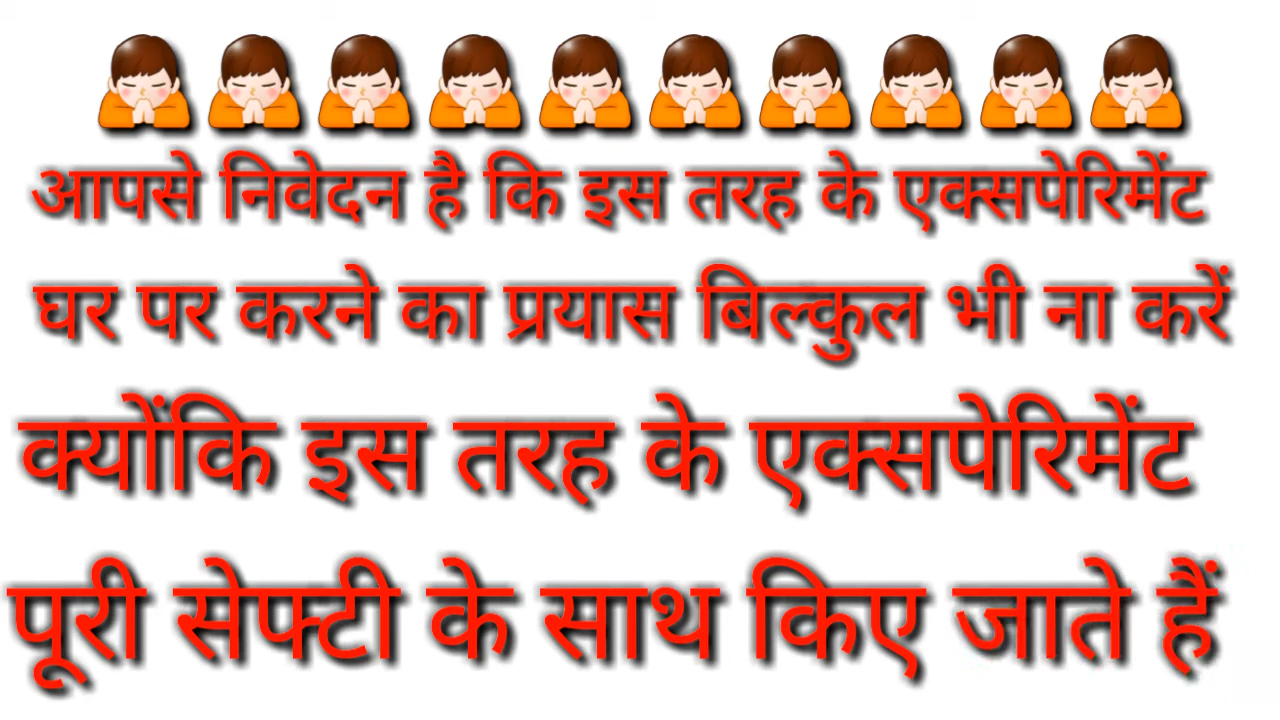 आपसे निवेदन है कि इस तरह के एक्सपेरिमेंट
घर पर करने का प्रयास बिल्कुल भी ना करें
क्योंकि इस तरह के एक्सपेरिमेंट
पूरी सेफ्टी के साथ किए जाते हैं